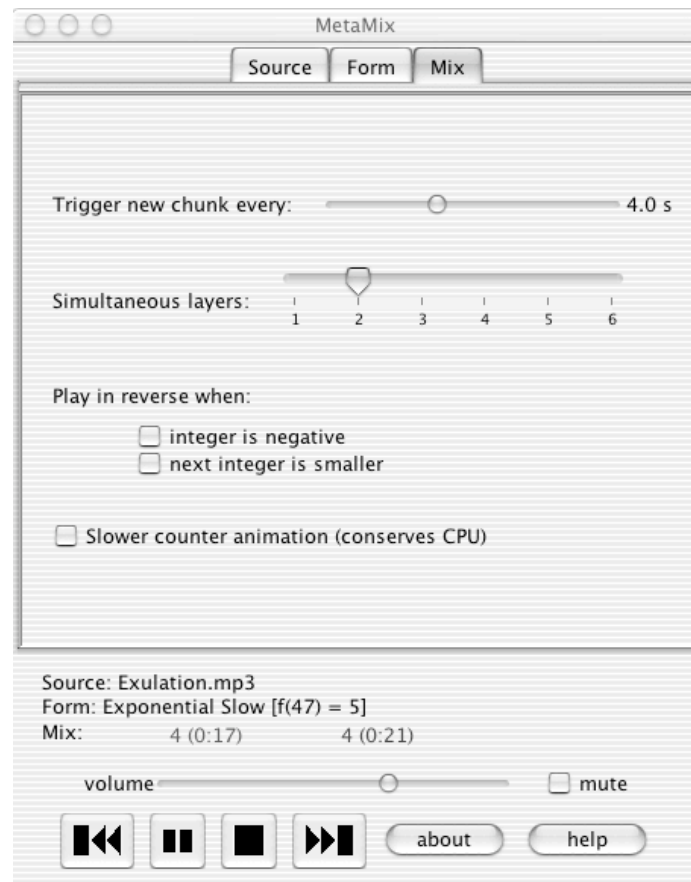 MetaMix
Source Form Mix
Trigger new chunk every: 4.0 s
Simultaneous layers:
1 2 3 4 5 6
Play in reverse when:
integer is negative
next integer is smaller
Slower counter animation (conserves CPU)
Source: Exulation.mp3
Form: Exponential Slow [f(47) = 5]
Mix: 4 (0:17) 4 (0:21)
volume mute
about help